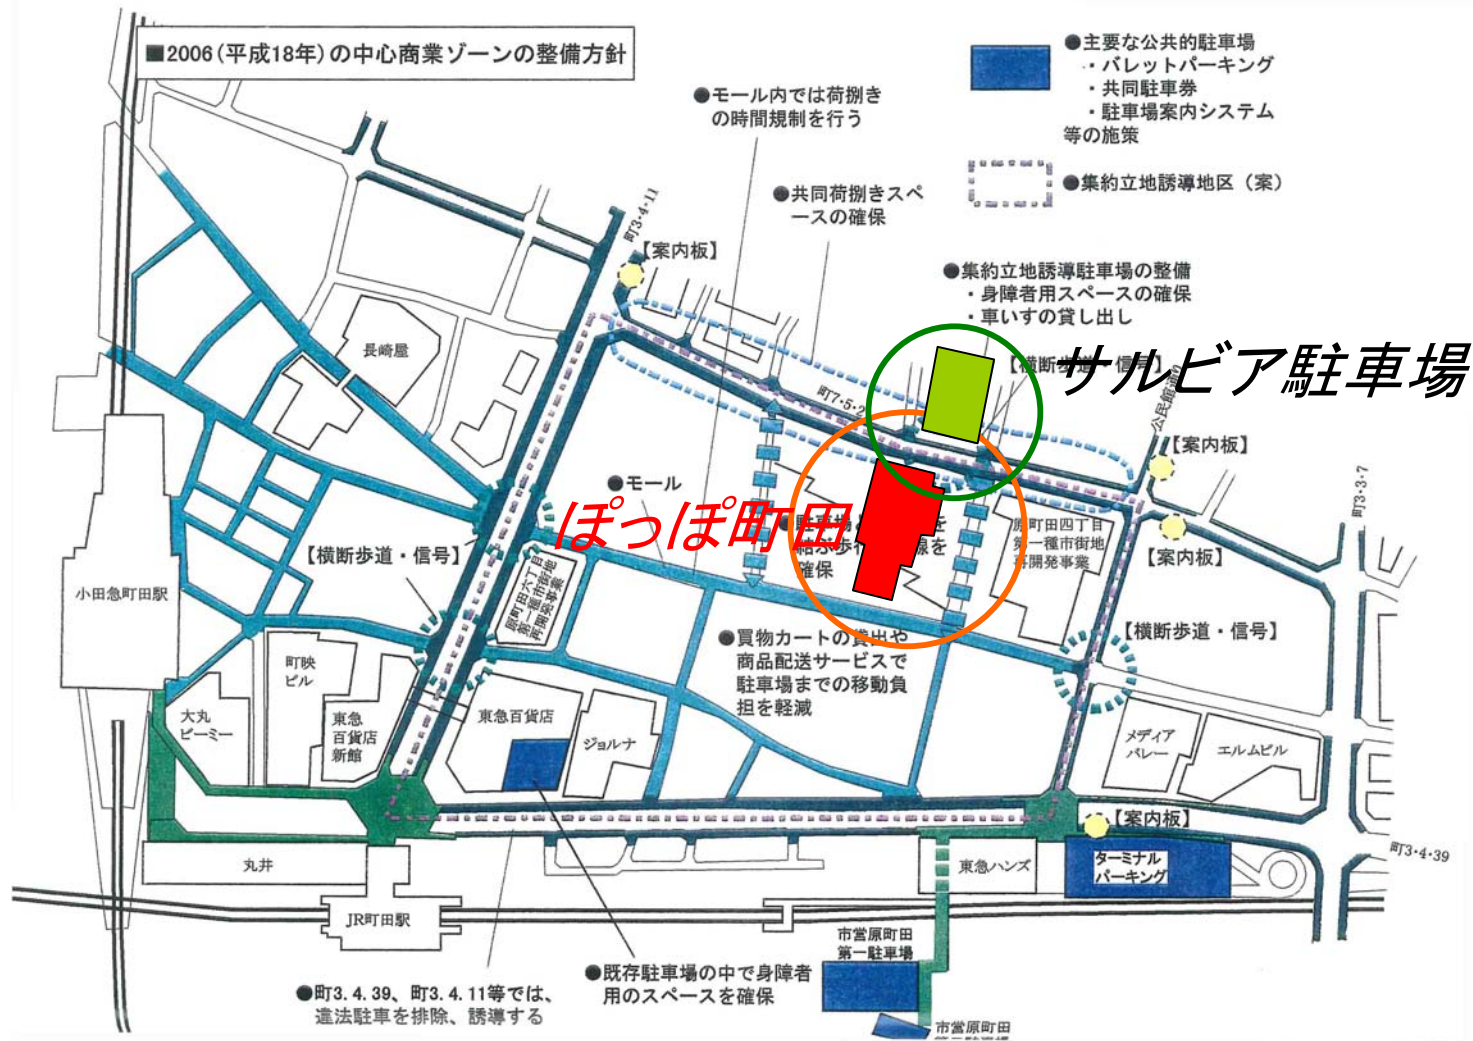 ■2006(平成18年)の中心商業ゾーンの整備方針
●主要な公共的駐車場
・バレットパーキング
・共同駐車券
・駐車場案内システム
等の施策
●集約立地誘導地区（案）
●モール内では荷捌き
の時間規制を行う
●共同荷捌きスペ
ースの確保
町3・4・11
【案内板】
●集約立地誘導駐車場の整備
・身障者用スペースの確保
・車いすの貸し出し
【横断歩道・信号】
サルビア駐車場
長崎屋
町7・5・2
公民館通り
【案内板】
町3・3・7
●モール
ぽっぽ町田
●駐車場
を
結ぶ歩
線を
確保
原町田四丁目
第一種市街地
再開発事業
【案内板】
【横断歩道・信号】
原町田六丁目
第一種市街地
再開発事業
小田急町田駅
●買物カートの貸出や
商品配送サービスで
駐車場までの移動負
担を軽減
【横断歩道・信号】
町映
ビル
大丸
ピーミー
東急
百貨店
新館
東急百貨店
ジョルナ
メディア
バレー
エルムビル
【案内板】
町3・4・39
丸井
東急ハンズ
ターミナル
パーキング
JR町田駅
市営原町田
第一駐車場
●既存駐車場の中で身障者
用のスペースを確保
●町3.4.39、町3.4.11等では、
違法駐車を排除、誘導する
市営原町田